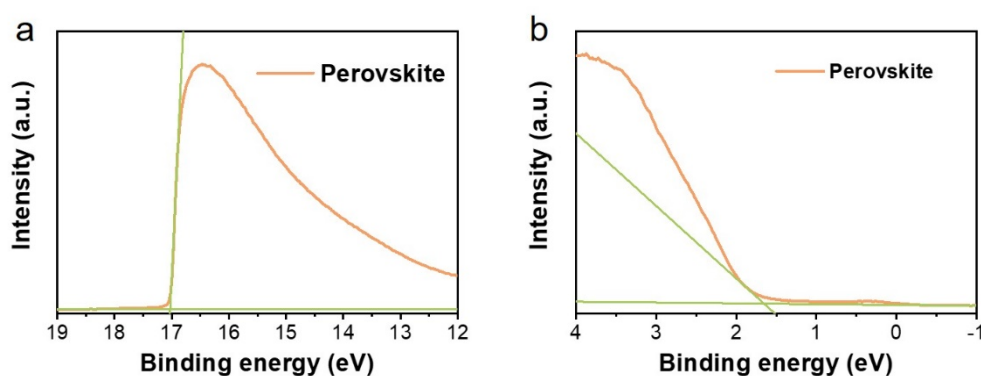 a
Perovskite
Intensity (a.u.)
19 18 17 16 15 14 13 12
Binding energy (eV)
b
Perovskite
Intensity (a.u.)
4 3 2 1 0 -1
Binding energy (eV)